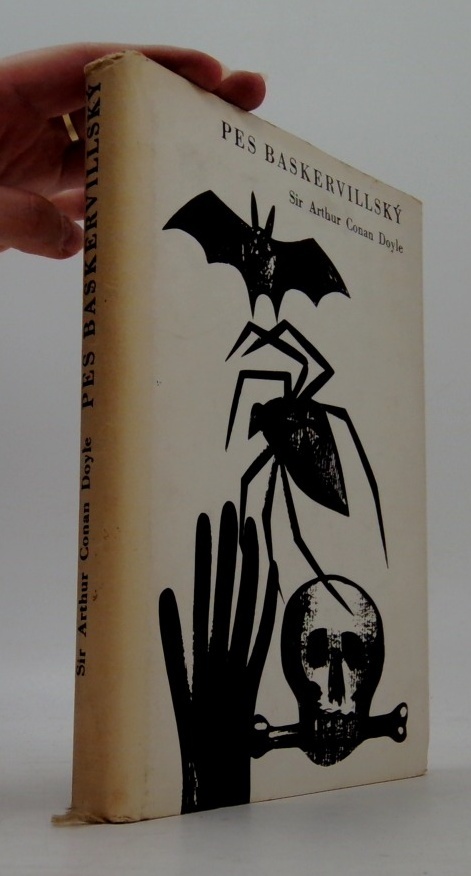 PES BASKERVILLSKÝ
Sir Arthur Conan Doyle
Sir Arthur Conan Doyle PES BASKERVILLSKÝ